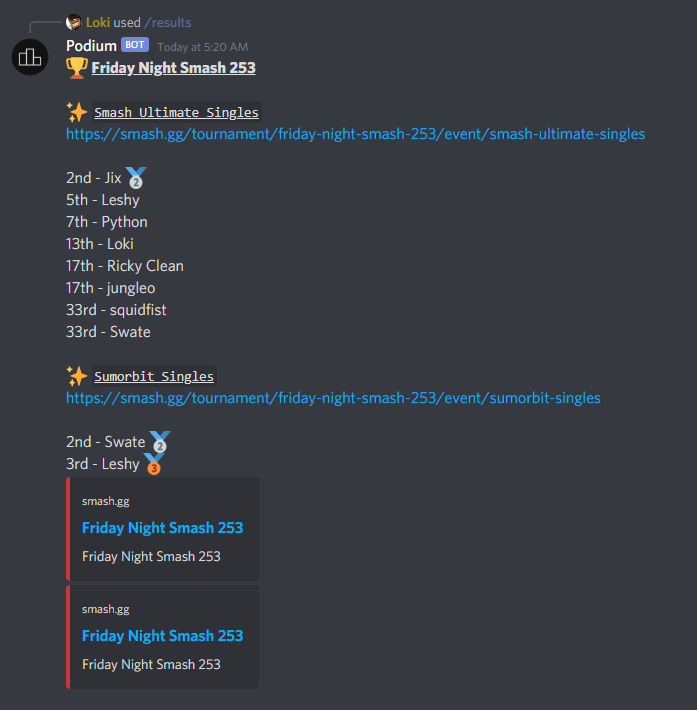 Loki used /results
Podium BOT Today at 5:20 AM
🏆 Friday Night Smash 253
✨ Smash Ultimate Singles
https://smash.gg/tournament/friday-night-smash-253/event/smash-ultimate-singles
2nd - Jix 🥈
5th - Leshy
7th - Python
13th - Loki
17th - Ricky Clean
17th - jungleo
33rd - squidfist
33rd - Swate
✨ Sumorbit Singles
https://smash.gg/tournament/friday-night-smash-253/event/sumorbit-singles
2nd - Swate 🥈
3rd - Leshy 🥉
smash.gg
Friday Night Smash 253
Friday Night Smash 253
smash.gg
Friday Night Smash 253
Friday Night Smash 253